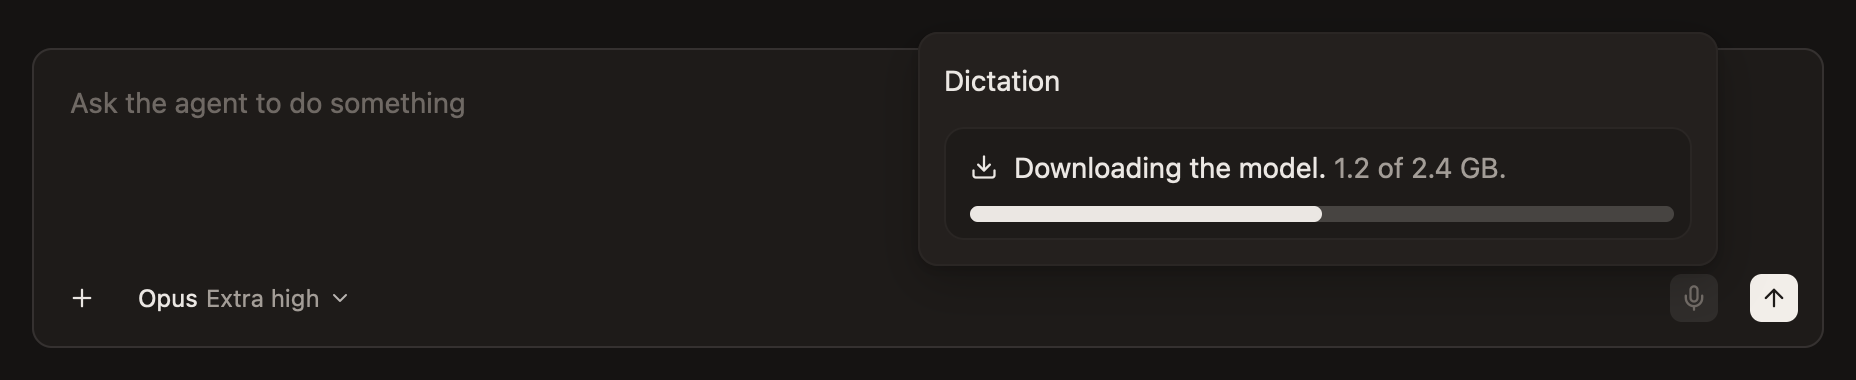 Dictation
Ask the agent to do something
Downloading the model. 1.2 of 2.4 GB.
Opus Extra high